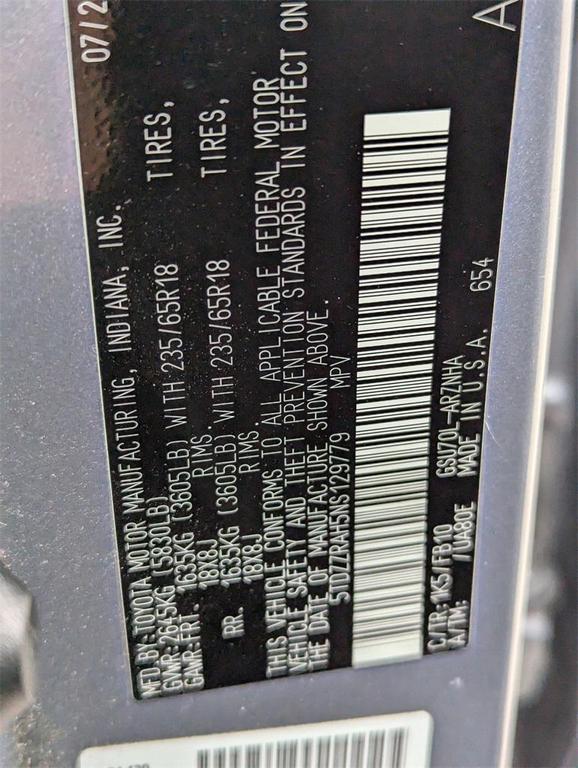 MFD.BY:TOYOTA MOTOR MANUFACTURING, INDIANA, INC. 07/2
GVWR:2645KG (5830LB)
GAWR:FRT. 1635KG (3605LB) WITH 235/65R18 TIRES,
18X8J RIMS
RR. 1635KG (3605LB) WITH 235/65R18 TIRES,
18X8J RIMS
THIS VEHICLE CONFORMS TO ALL APPLICABLE FEDERAL MOTOR
VEHICLE SAFETY AND THEFT PREVENTION STANDARDS IN EFFECT ON
THE DATE OF MANUFACTURE SHOWN ABOVE.
5TDZZRAH5NS129779 MPV
C/TR:1K5/FB10 GSU70-ARZNHA 654
A/TM: /UA80E MADE IN U.S.A. A